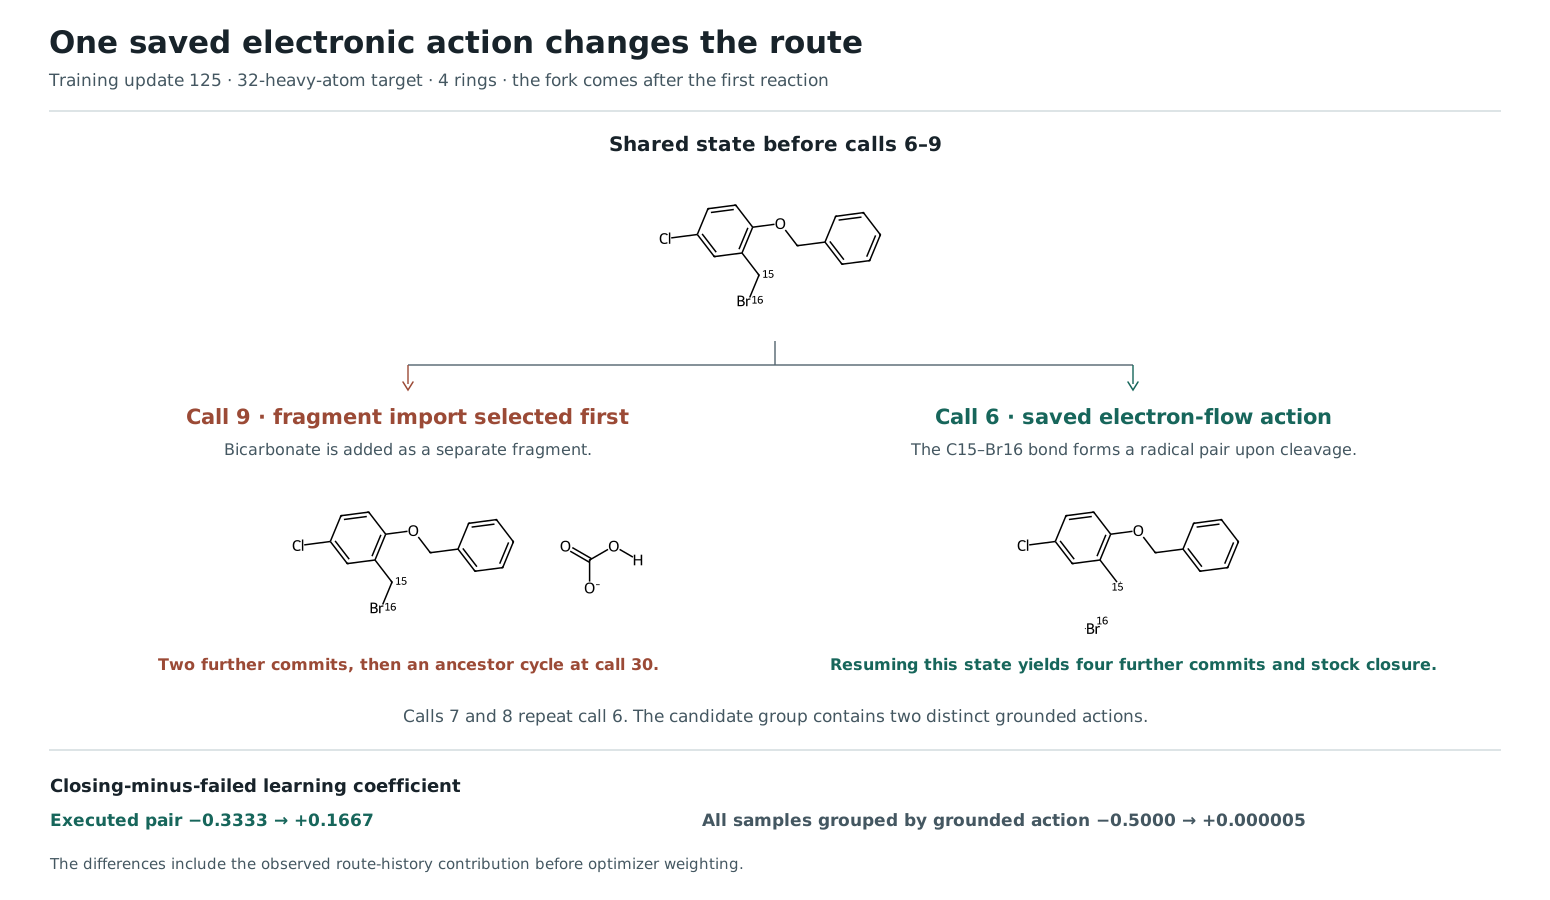 One saved electronic action changes the route
Training update 125 · 32-heavy-atom target · 4 rings · the fork comes after the first reaction
Shared state before calls 6–9
Cl
O
15
Br16
Call 9 · fragment import selected first
Call 6 · saved electron-flow action
Bicarbonate is added as a separate fragment.
The C15–Br16 bond forms a radical pair upon cleavage.
Cl
O
15
Br16
O
O
H
O-
Cl
O
15
·Br16
Two further commits, then an ancestor cycle at call 30.
Resuming this state yields four further commits and stock closure.
Calls 7 and 8 repeat call 6. The candidate group contains two distinct grounded actions.
Closing-minus-failed learning coefficient
Executed pair −0.3333 → +0.1667
All samples grouped by grounded action −0.5000 → +0.000005
The differences include the observed route-history contribution before optimizer weighting.